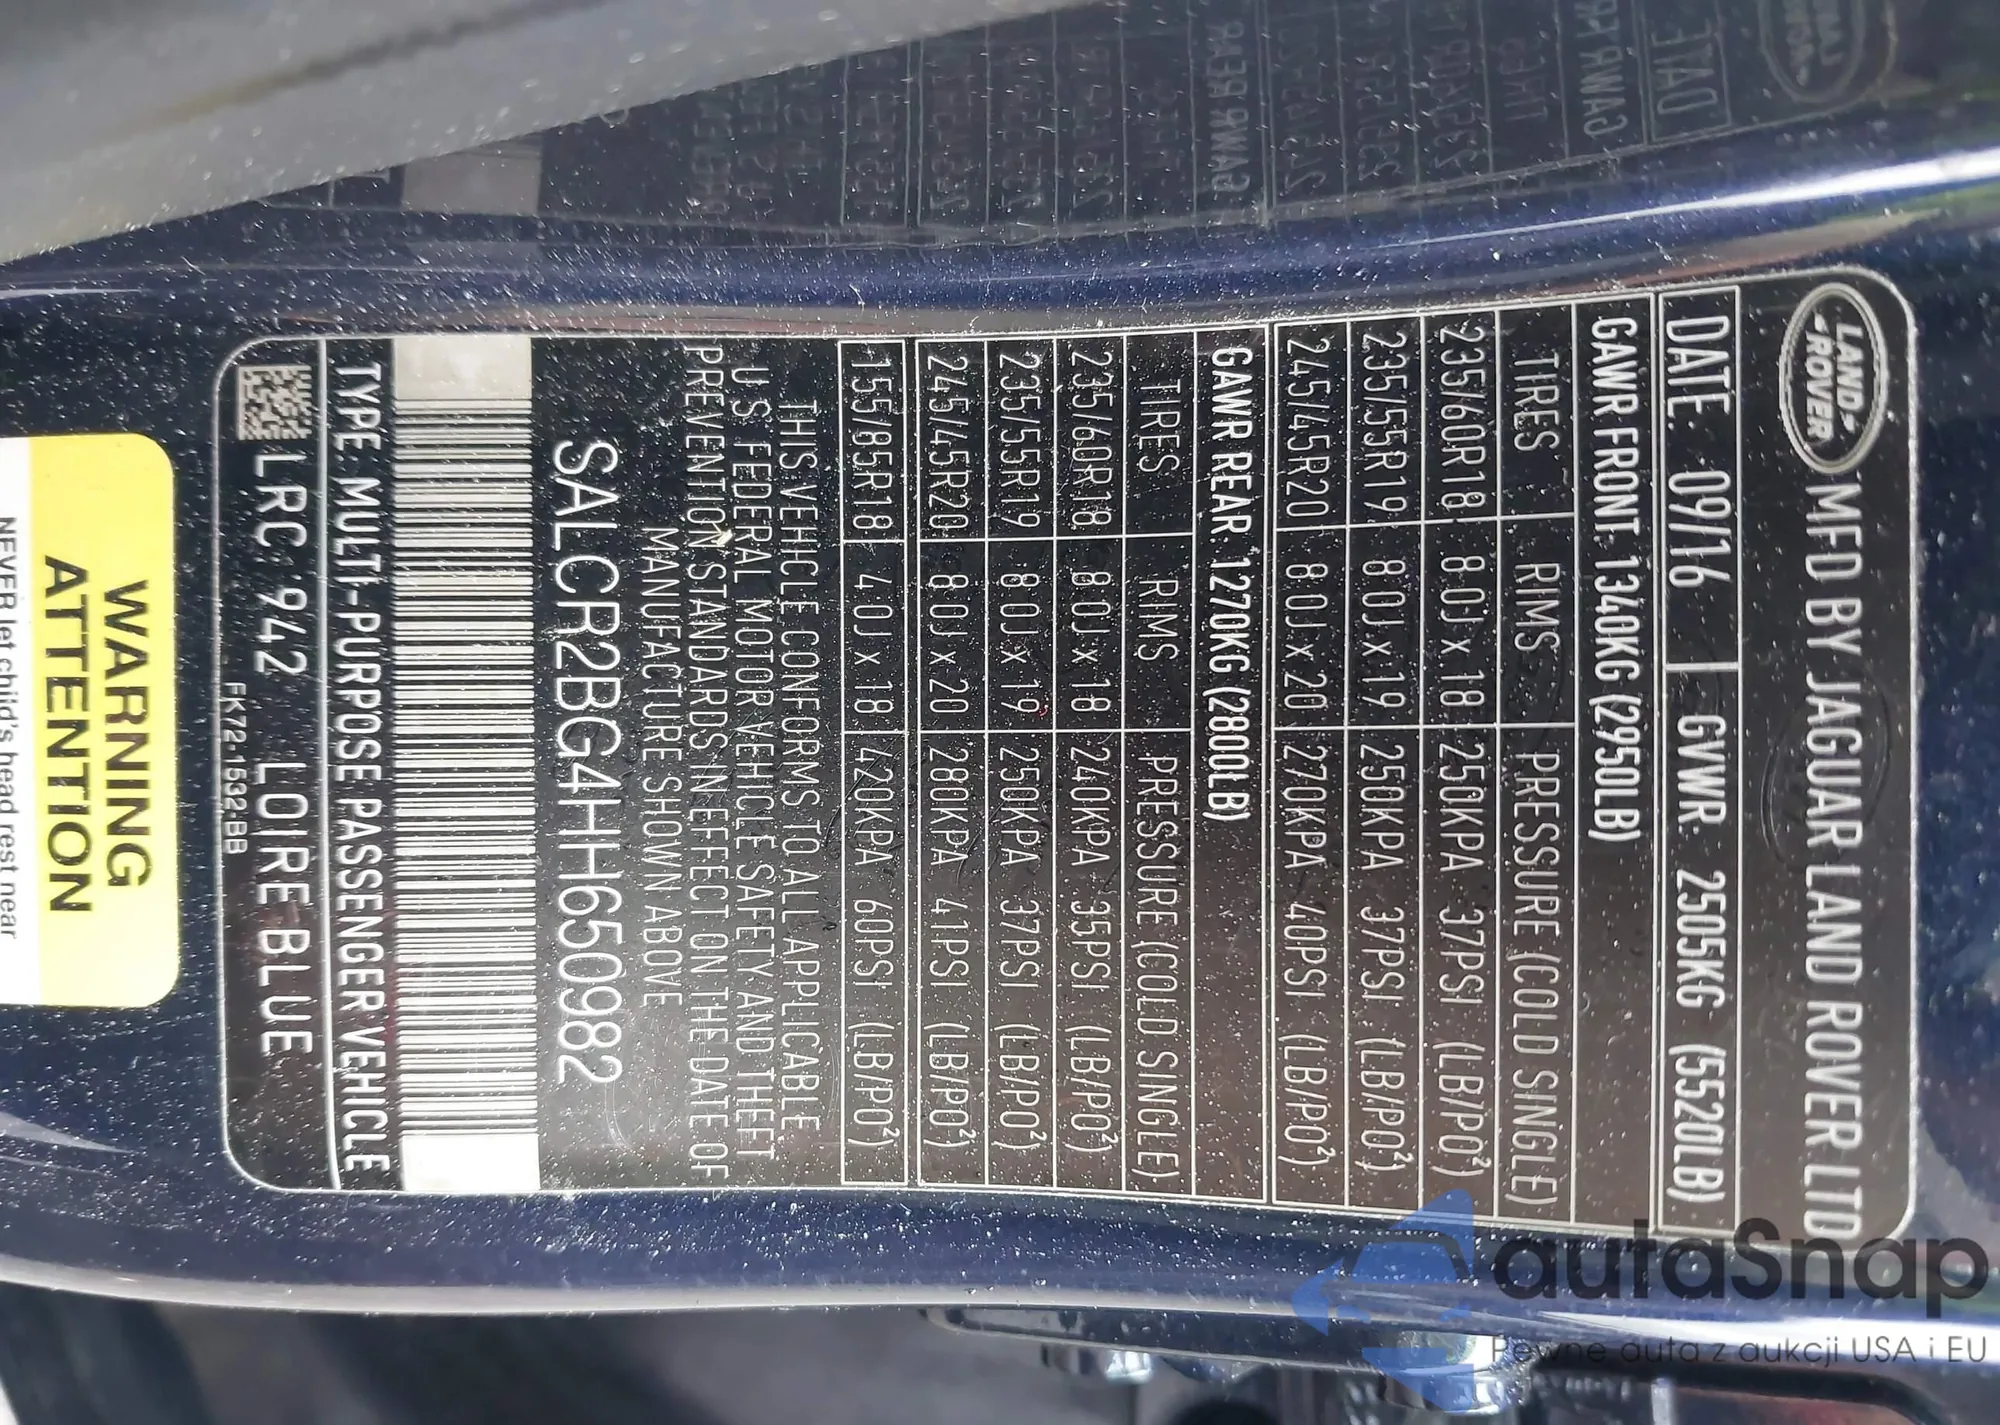 LAND ROVER
MFD BY JAGUAR LAND ROVER LTD
DATE: 09/16 GVWR: 2505KG (5520LB)
GAWR FRONT: 1340KG (2950LB)
TIRES RIMS PRESSURE (COLD SINGLE)
235/60R18 8.0J x 18 250KPA 37PSI (LB/PO²)
235/55R19 8.0J x 19 250KPA 37PSI (LB/PO²)
245/45R20 8.0J x 20 270KPA 40PSI (LB/PO²)
GAWR REAR: 1270KG (2800LB)
TIRES RIMS PRESSURE (COLD SINGLE)
235/60R18 8.0J x 18 240KPA 35PSI (LB/PO²)
235/55R19 8.0J x 19 250KPA 37PSI (LB/PO²)
245/45R20 8.0J x 20 280KPA 41PSI (LB/PO²)
155/85R18 4.0J x 18 420KPA 60PSI (LB/PO²)
THIS VEHICLE CONFORMS TO ALL APPLICABLE
U S FEDERAL MOTOR VEHICLE SAFETY AND THEFT
PREVENTION STANDARDS IN EFFECT ON THE DATE OF
MANUFACTURE SHOWN ABOVE
SALCR2BG4HH650982
TYPE: MULTI-PURPOSE PASSENGER VEHICLE
LRC 942 LOIRE BLUE
FK72-1532-BB
WARNING
ATTENTION
NEVER let child's head rest near
autaSnap
Pewne auta z aukcji USA i EU